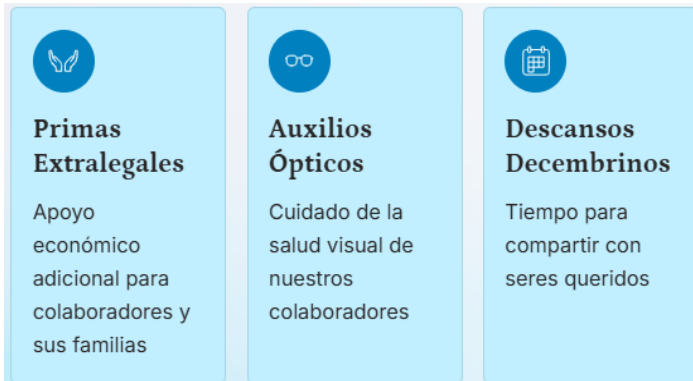 Primas
Extralegales
Apoyo
económico
adicional para
colaboradores y
sus familias
Auxilios
Ópticos
Cuidado de la
salud visual de
nuestros
colaboradores
Descansos
Decembrinos
Tiempo para
compartir con
seres queridos